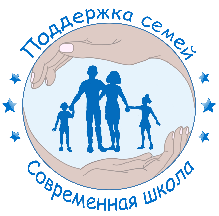 Поддержка семей
Современная школа